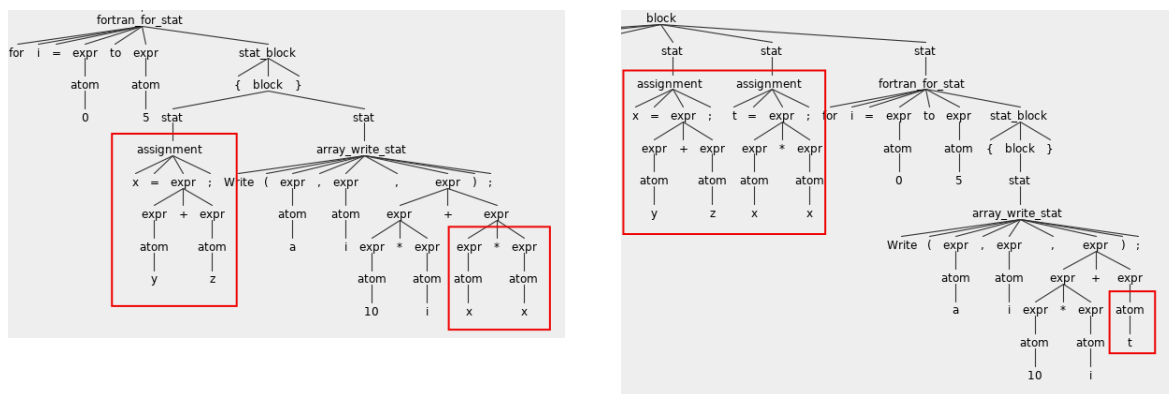 fortran_for_stat
for i = expr to expr stat_block
atom atom { block }
0 5 stat stat
assignment array_write_stat
x = expr ; Write ( expr , expr , expr ) ;
expr + expr atom atom expr + expr
atom atom a i expr * expr expr * expr
y z atom atom atom atom
10 i x x
block
stat stat stat
assignment assignment fortran_for_stat
x = expr ; t = expr ; for i = expr to expr stat_block
expr + expr expr * expr atom atom { block }
atom atom atom atom 0 5 stat
y z x x array_write_stat
Write ( expr , expr , expr ) ;
atom atom expr + expr
a i expr * expr atom
atom atom t
10 i